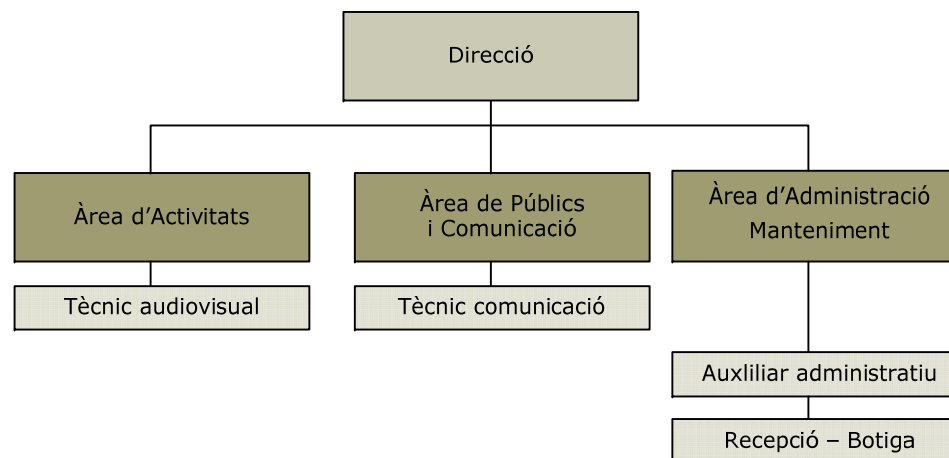 Direcció
Àrea d’Activitats
Àrea de Públics
i Comunicació
Àrea d’Administració
Manteniment
Tècnic audiovisual
Tècnic comunicació
Auxliliar administratiu
Recepció – Botiga